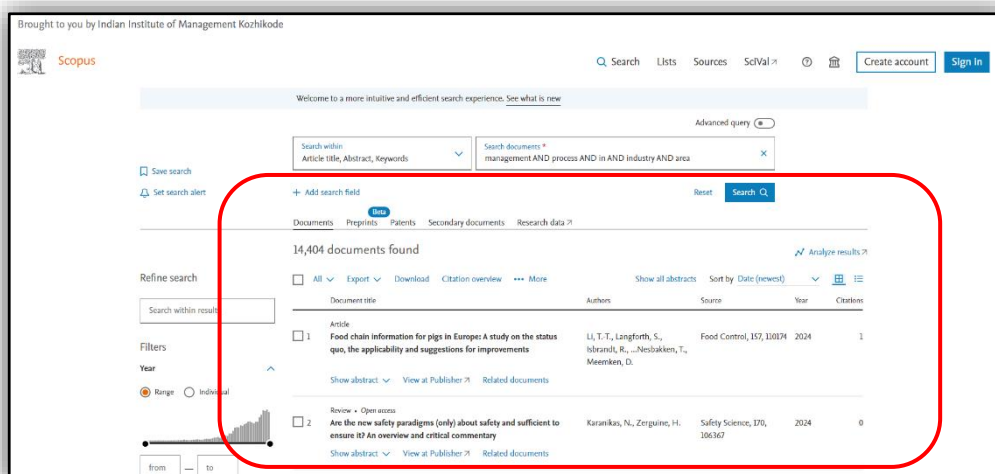 Brought to you by Indian Institute of Management Kozhikode
Scopus
Search Lists Sources SciVal Create account Sign in
Welcome to a more intuitive and efficient search experience. See what is new
Advanced query
Search within
Article title, Abstract, Keywords
Search documents *
management AND process AND in AND industry AND area
Save search
Set search alert
+ Add search field
Reset Search
Beta
Documents Preprints Patents Secondary documents Research data
14,404 documents found
Analyze results
Refine search
Search within result
All Export Download Citation overview ••• More
Show all abstracts Sort by Date (newest)
Document title Authors Source Year Citations
Filters
Year
Range Individual
from — to
Article
1 Food chain information for pigs in Europe: A study on the status
quo, the applicability and suggestions for improvements
Li, T.-T., Langforth, S.,
Isbrandt, R., ...Nesbakken, T.,
Meemken, D.
Food Control, 157, 110174 2024 1
Show abstract View at Publisher Related documents
Review • Open access
2 Are the new safety paradigms (only) about safety and sufficient to
ensure it? An overview and critical commentary
Karanikas, N., Zerguine, H.
Safety Science, 170,
106367
2024 0
Show abstract View at Publisher Related documents